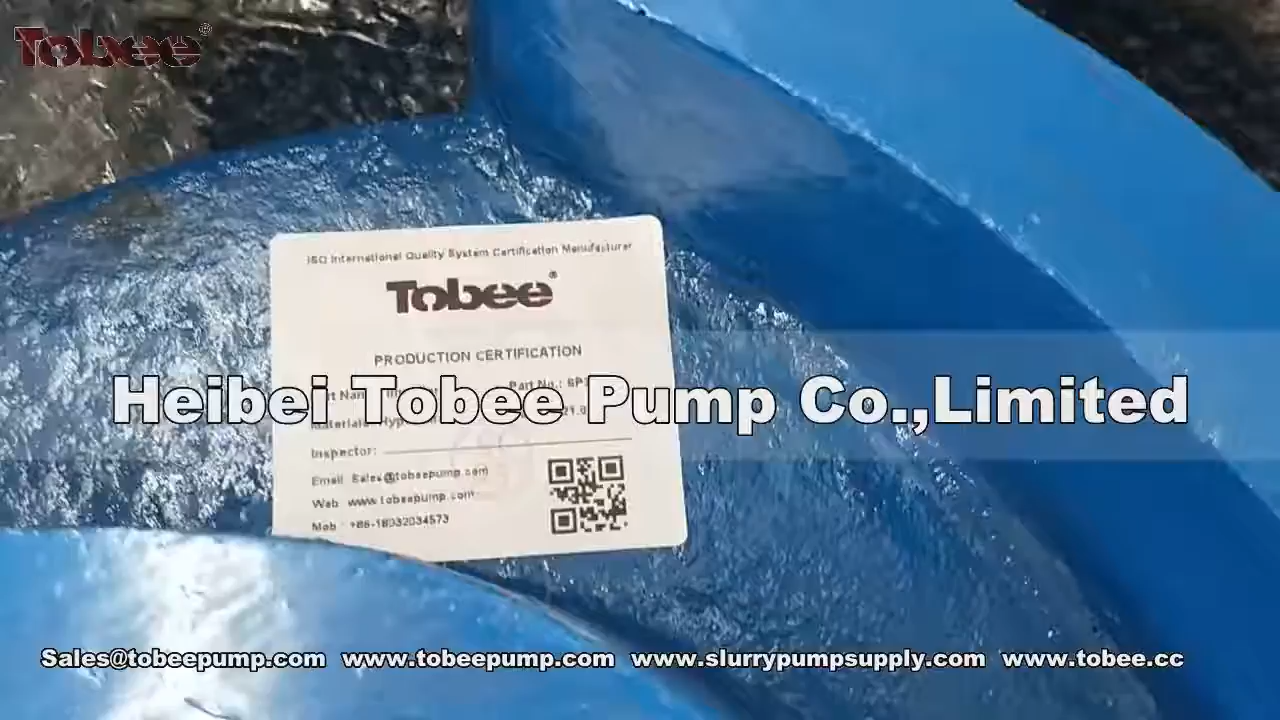 Tobee®
ISO International Quality System Certification Manufacturer
Tobee®
PRODUCTION CERTIFICATION
Part No.:
Heibei Tobee Pump Co.,Limited
Inspector:
Email Sales@tobeepump.com
Web www.tobeepump.com
Mob +86-18032034573
Sales@tobeepump.com www.tobeepump.com www.slurrypumpsupply.com www.tobee.cc